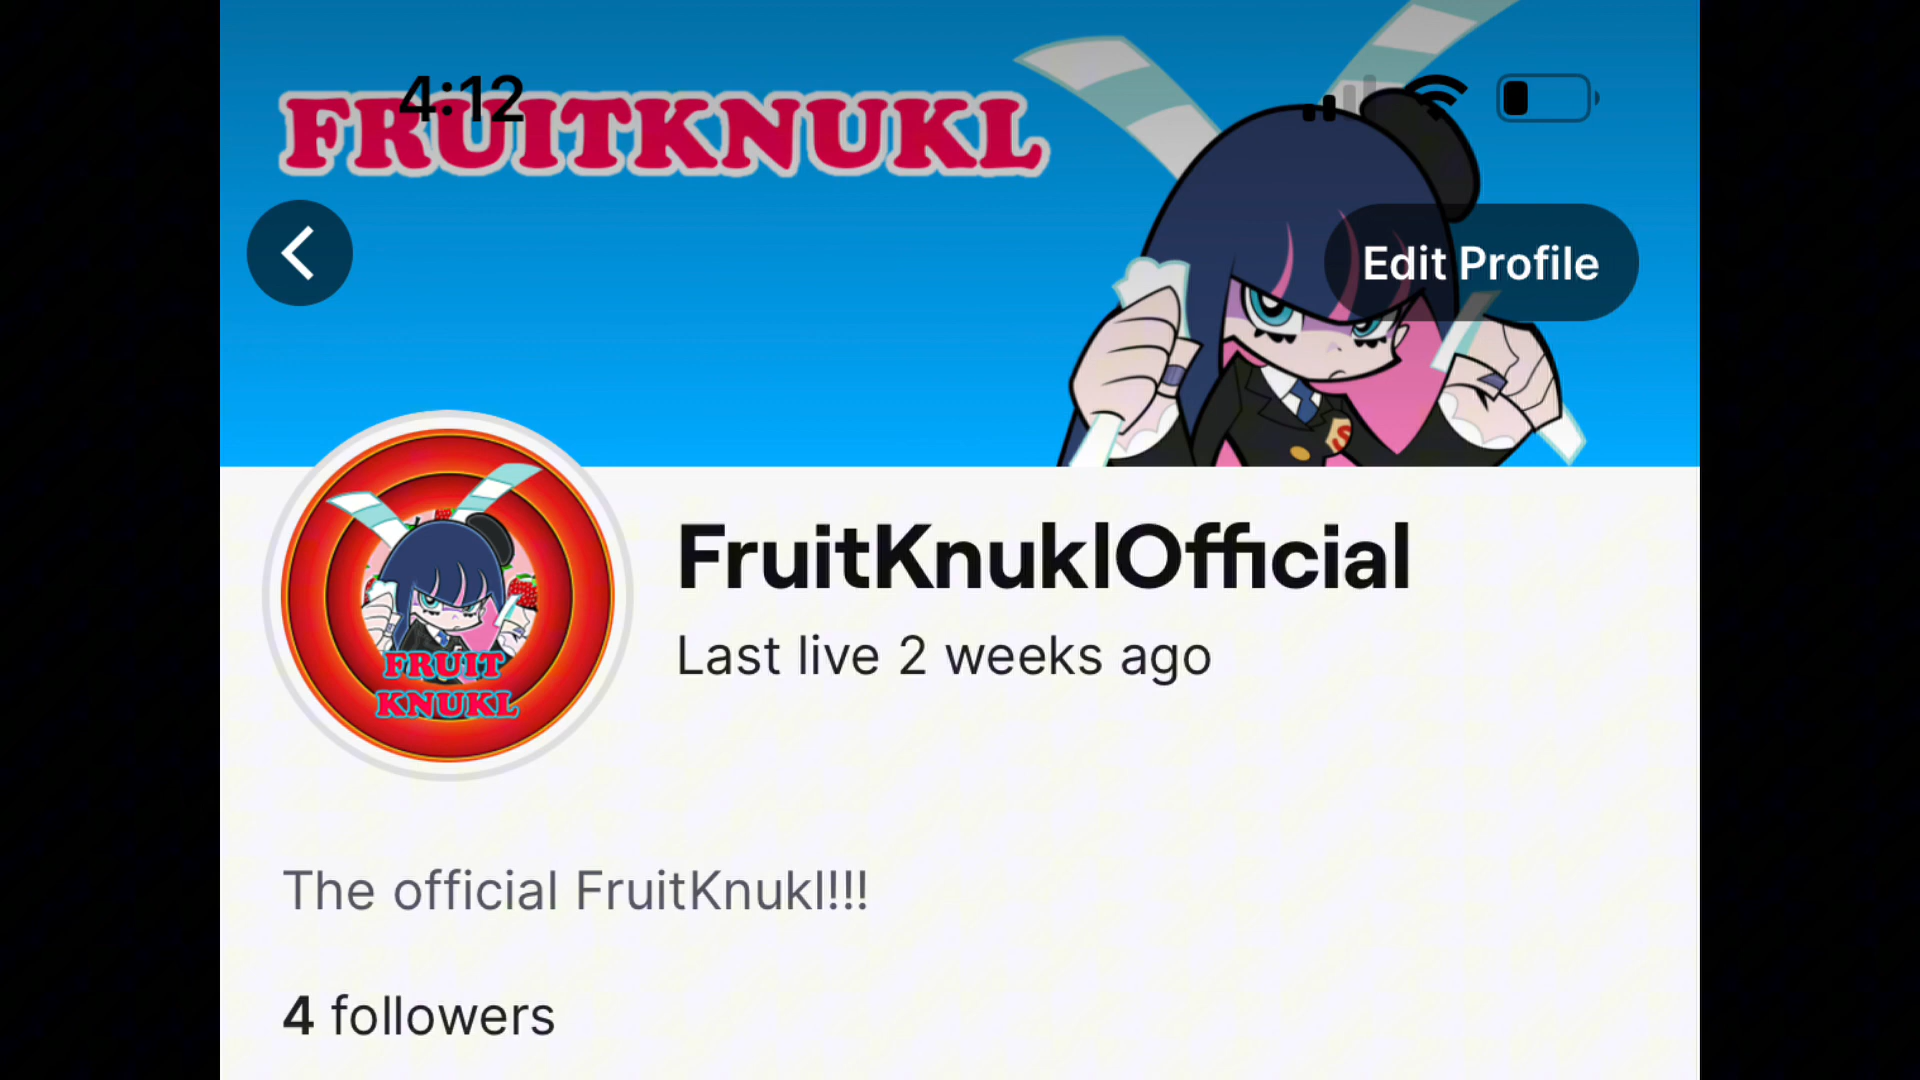 4:12
FRUITKNUKL
Edit Profile
FRUIT
KNUKL
FruitKnuklOfficial
Last live 2 weeks ago
The official FruitKnukl!!!
4 followers